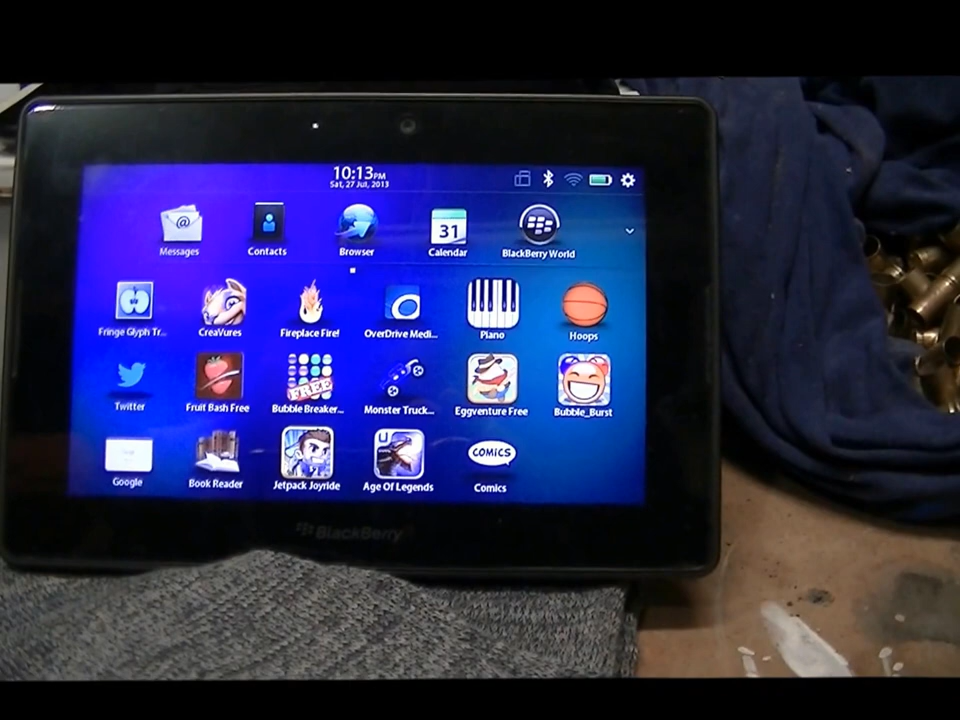 10:13PM
Sat, 27 Jul, 2013
@
31
Messages
Contacts
Browser
Calendar
BlackBerry World
Fringe Glyph Tr...
CreaVures
Fireplace Fire!
OverDrive Medi...
Piano
Hoops
FREE
Twitter
Fruit Bash Free
Bubble Breaker...
Monster Truck...
Eggventure Free
Bubble_Burst
U
COMICS
Google
Book Reader
Jetpack Joyride
Age Of Legends
Comics
BlackBerry